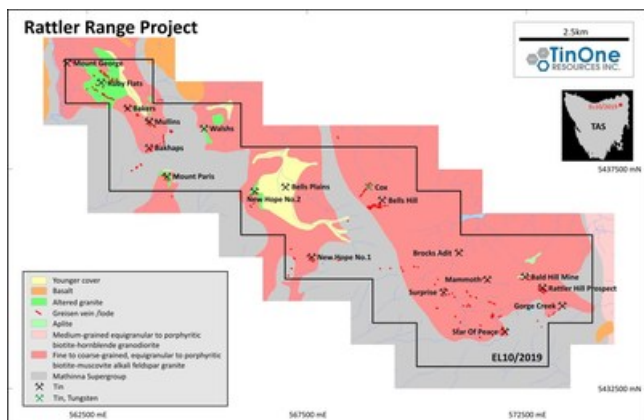 Rattler Range Project
2.5km
TinOne
RESOURCES INC.
EL10/2019
TAS
Mount George
Ruby Flats
Bakers
Mullins
Walshs
Bakhaps
Mount Paris
5437500 mN
Bells Plains
Cox
New Hope No.2
Bells Hill
New Hope No.1
Brocks Adit
Mammoth
Bald Hill Mine
Surprise
Rattler Hill Prospect
Gorge Creek
Star Of Peace
EL10/2019
Younger cover
Basalt
Altered granite
Greisen vein /lode
Aplite
Medium-grained equigranular to porphyritic
biotite-hornblende granodiorite
Fine to coarse-grained, equigranular to porphyritic
biotite-muscovite alkali feldspar granite
Mathinna Supergroup
Tin
Tin, Tungsten
5432500 mN
562500 mE
567500 mE
572500 mE